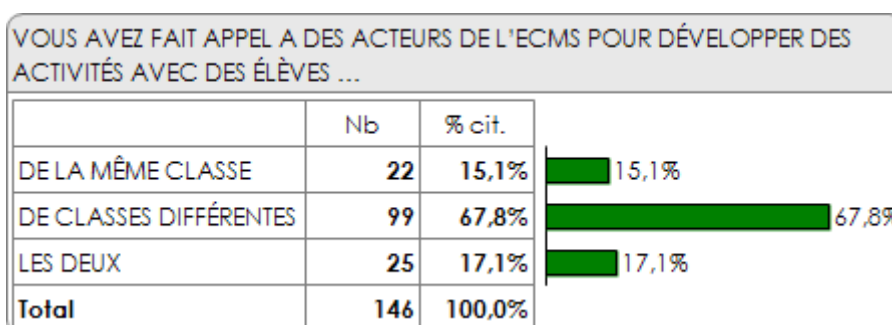 VOUS AVEZ FAIT APPEL A DES ACTEURS DE L'ECMS POUR DÉVELOPPER DES
ACTIVITÉS AVEC DES ÉLÈVES ...
Nb % cit.
DE LA MÊME CLASSE 22 15,1% 15,1%
DE CLASSES DIFFÉRENTES 99 67,8% 67,8%
LES DEUX 25 17,1% 17,1%
Total 146 100,0%